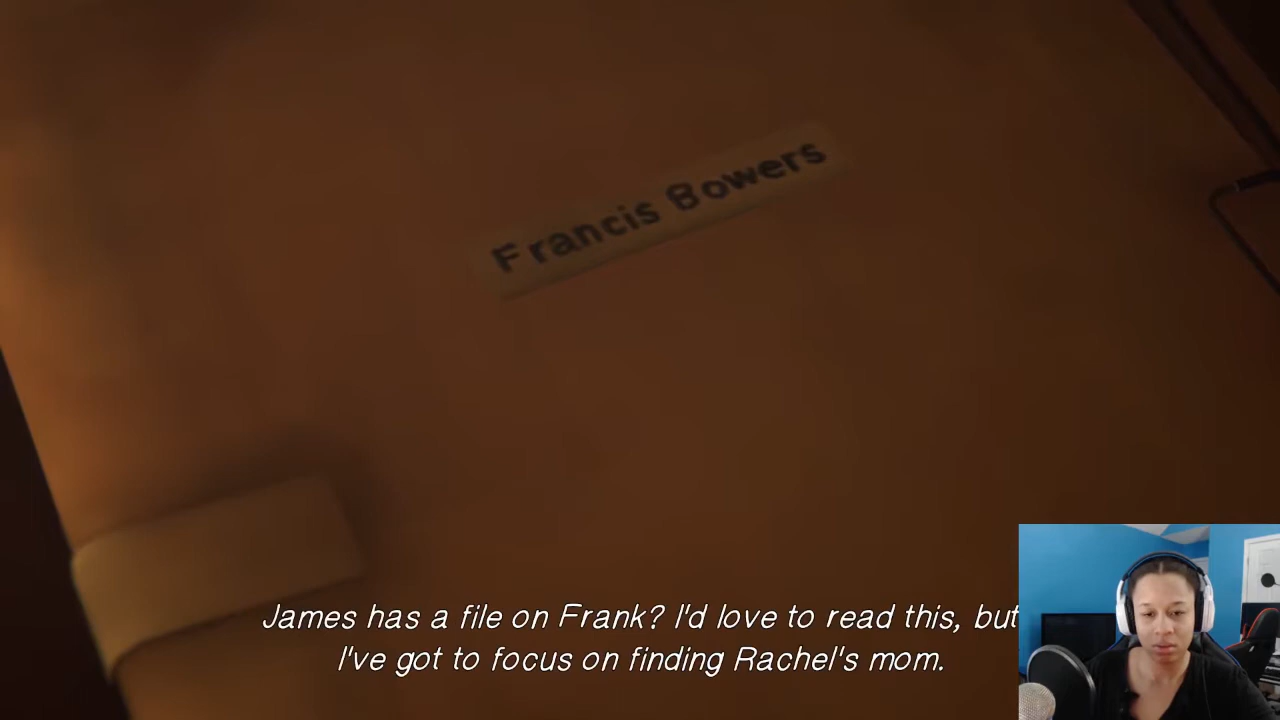 Francis Bowers
James has a file on Frank? I'd love to read this, but
I've got to focus on finding Rachel's mom.